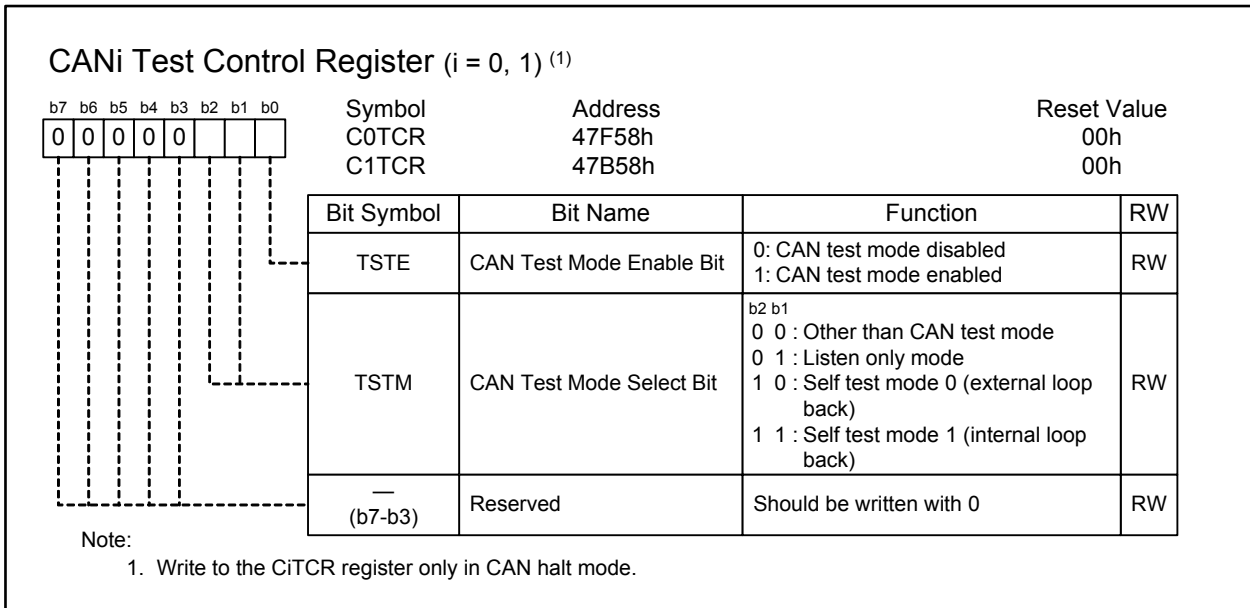 CANi Test Control Register (i = 0, 1) (1)
b7 b6 b5 b4 b3 b2 b1 b0
0 0 0 0 0
Symbol Address Reset Value
C0TCR 47F58h 00h
C1TCR 47B58h 00h
Bit Symbol Bit Name Function RW
TSTE CAN Test Mode Enable Bit 0: CAN test mode disabled
1: CAN test mode enabled RW
TSTM CAN Test Mode Select Bit b2 b1
0 0 : Other than CAN test mode
0 1 : Listen only mode
1 0 : Self test mode 0 (external loop
back)
1 1 : Self test mode 1 (internal loop
back) RW
—
(b7-b3) Reserved Should be written with 0 RW
Note:
1. Write to the CiTCR register only in CAN halt mode.